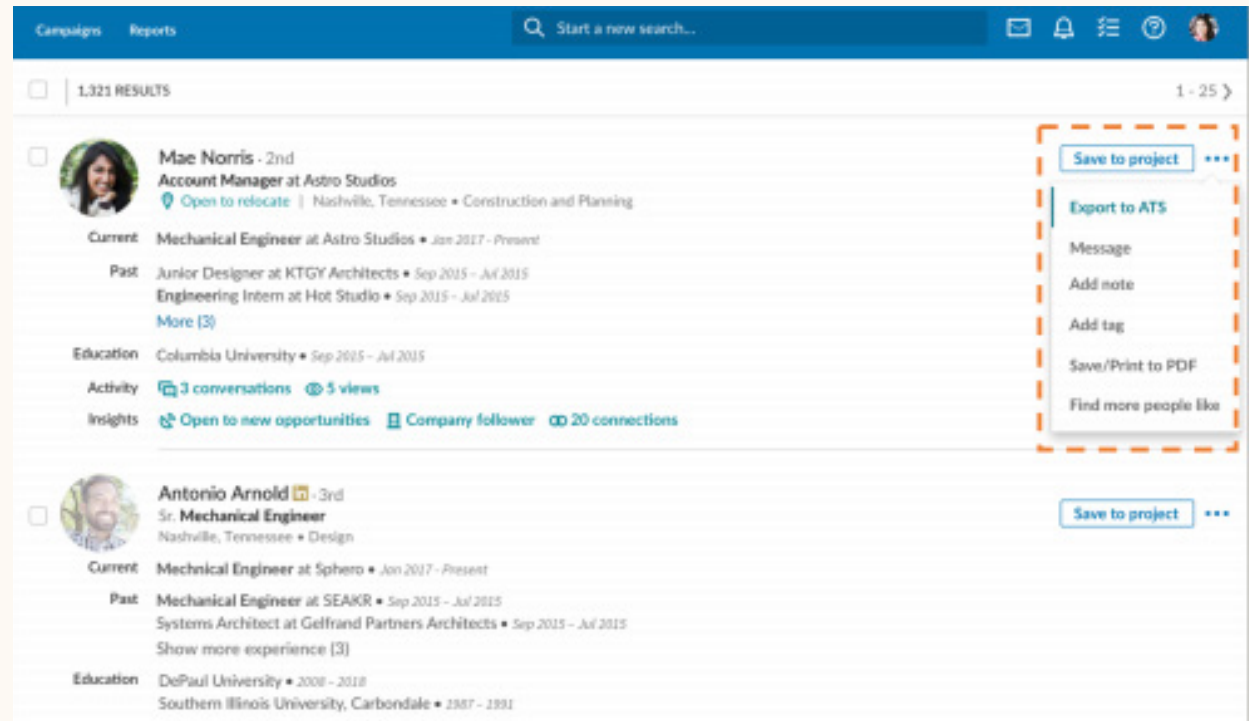 Campaigns Reports Start a new search...
1,321 RESULTS 1 - 25
Mae Norris · 2nd Save to project
Account Manager at Astro Studios
Open to relocate | Nashville, Tennessee • Construction and Planning
Export to ATS
Message
Add note
Add tag
Save/Print to PDF
Find more people like
Current Mechanical Engineer at Astro Studios • Jan 2017 - Present
Past Junior Designer at KTGY Architects • Sep 2015 – Jul 2015
Engineering Intern at Hot Studio • Sep 2015 – Jul 2015
More (3)
Education Columbia University • Sep 2015 – Jul 2015
Activity 3 conversations 5 views
Insights Open to new opportunities Company follower 20 connections
Antonio Arnold in · 3rd Save to project
Sr. Mechanical Engineer
Nashville, Tennessee • Design
Current Mechnical Engineer at Sphero • Jan 2017 - Present
Past Mechanical Engineer at SEAKR • Sep 2015 – Jul 2015
Systems Architect at Gelfrand Partners Architects • Sep 2015 – Jul 2015
Show more experience (3)
Education DePaul University • 2008 – 2018
Southern Illinois University, Carbondale • 1987 – 1991